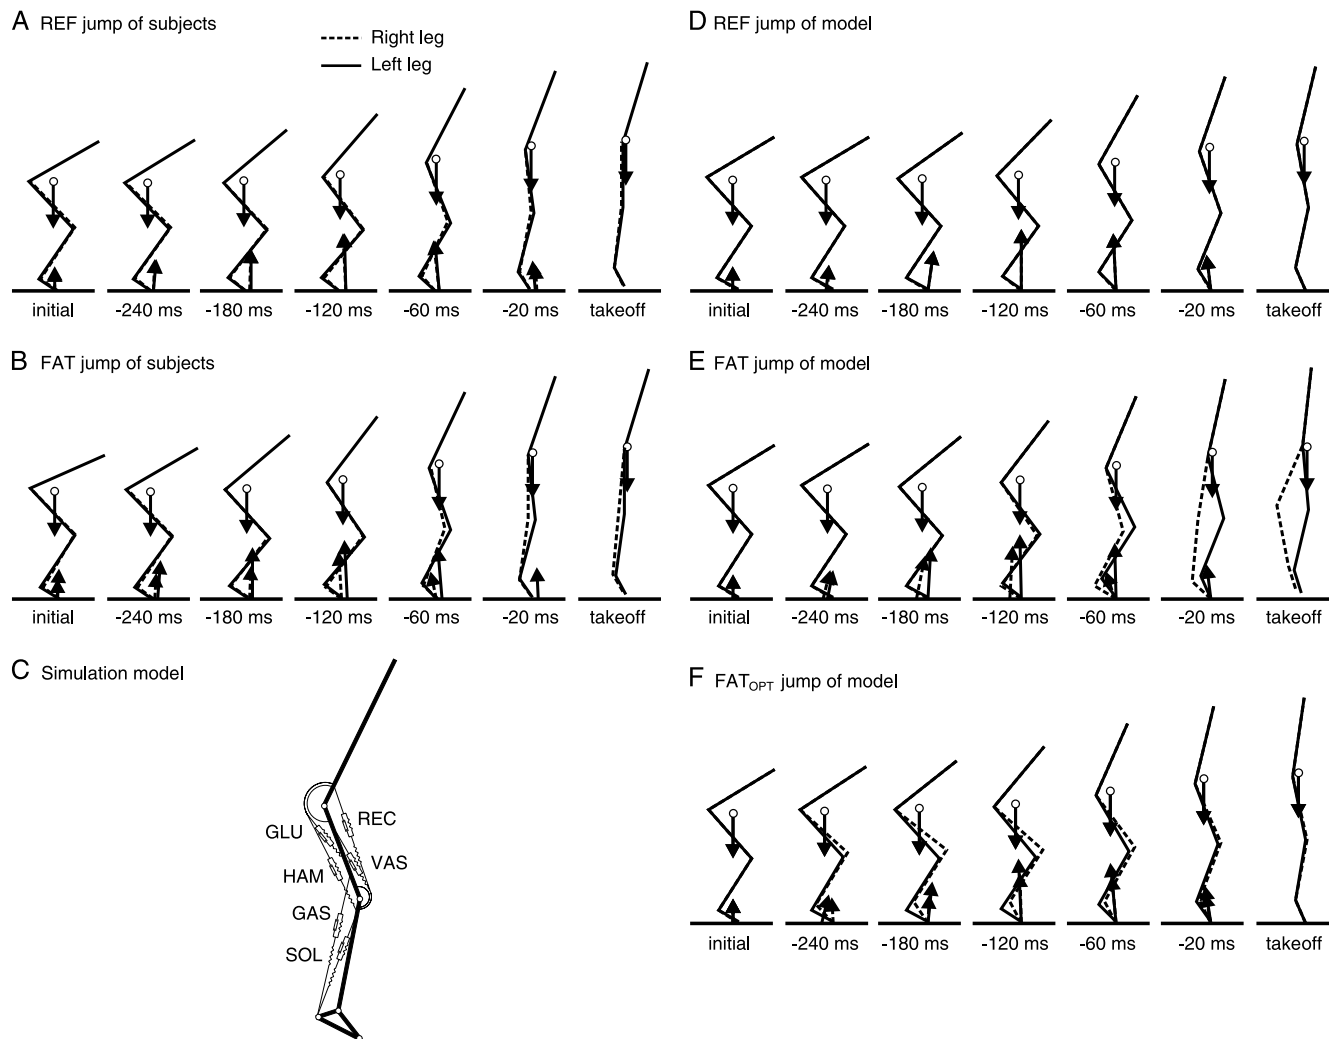 A REF jump of subjects
Right leg
Left leg
initial -240 ms -180 ms -120 ms -60 ms -20 ms takeoff
B FAT jump of subjects
initial -240 ms -180 ms -120 ms -60 ms -20 ms takeoff
C Simulation model
GLU
REC
HAM
VAS
GAS
SOL
D REF jump of model
initial -240 ms -180 ms -120 ms -60 ms -20 ms takeoff
E FAT jump of model
initial -240 ms -180 ms -120 ms -60 ms -20 ms takeoff
F FATOPT jump of model
initial -240 ms -180 ms -120 ms -60 ms -20 ms takeoff